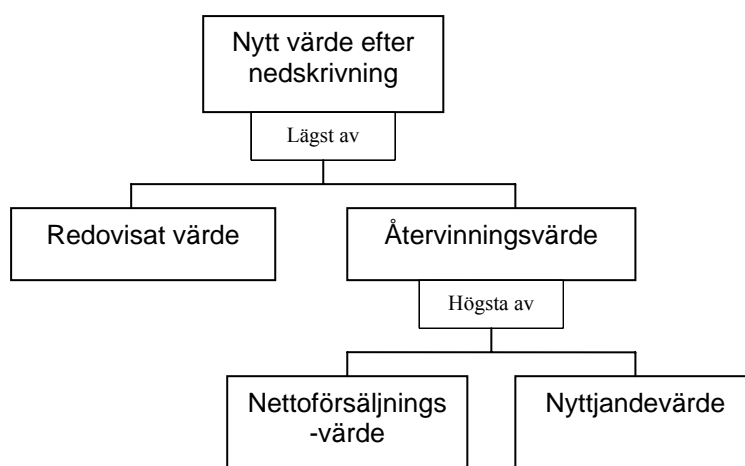 Nytt värde efter
nedskrivning
Lägst av
Redovisat värde
Återvinningsvärde
Högsta av
Nettoförsäljnings
-värde
Nyttjandevärde